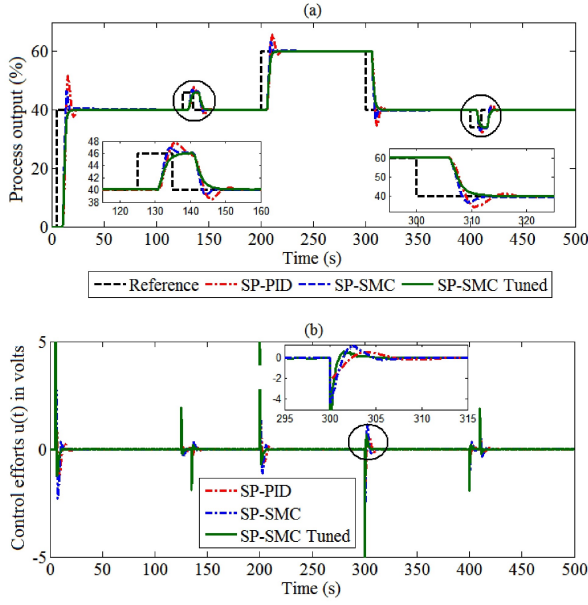 (a)
Process output (%)
60
40
20
0
48
46
44
42
40
38
120 130 140 150 160
60
50
40
300 310 320
0 50 100 150 200 250 300 350 400 450 500
Time (s)
Reference SP-PID SP-SMC SP-SMC Tuned
(b)
Control efforts u(t) in volts
5
0
-5
0
-2
-4
295 300 305 310 315
SP-PID
SP-SMC
SP-SMC Tuned
0 50 100 150 200 250 300 350 400 450 500
Time (s)